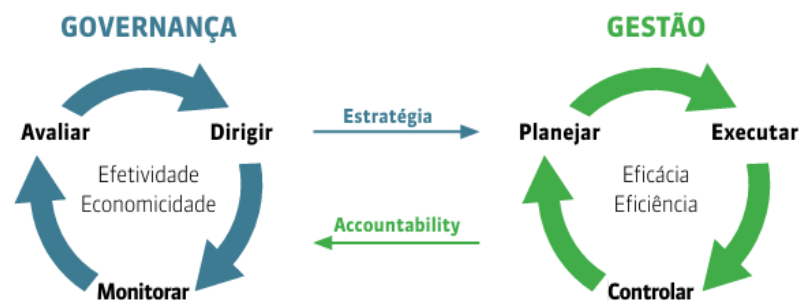 GOVERNANÇA
GESTÃO
Avaliar
Dirigir
Efetividade
Economicidade
Monitorar
Estratégia
Accountability
Planejar
Executar
Eficácia
Eficiência
Controlar